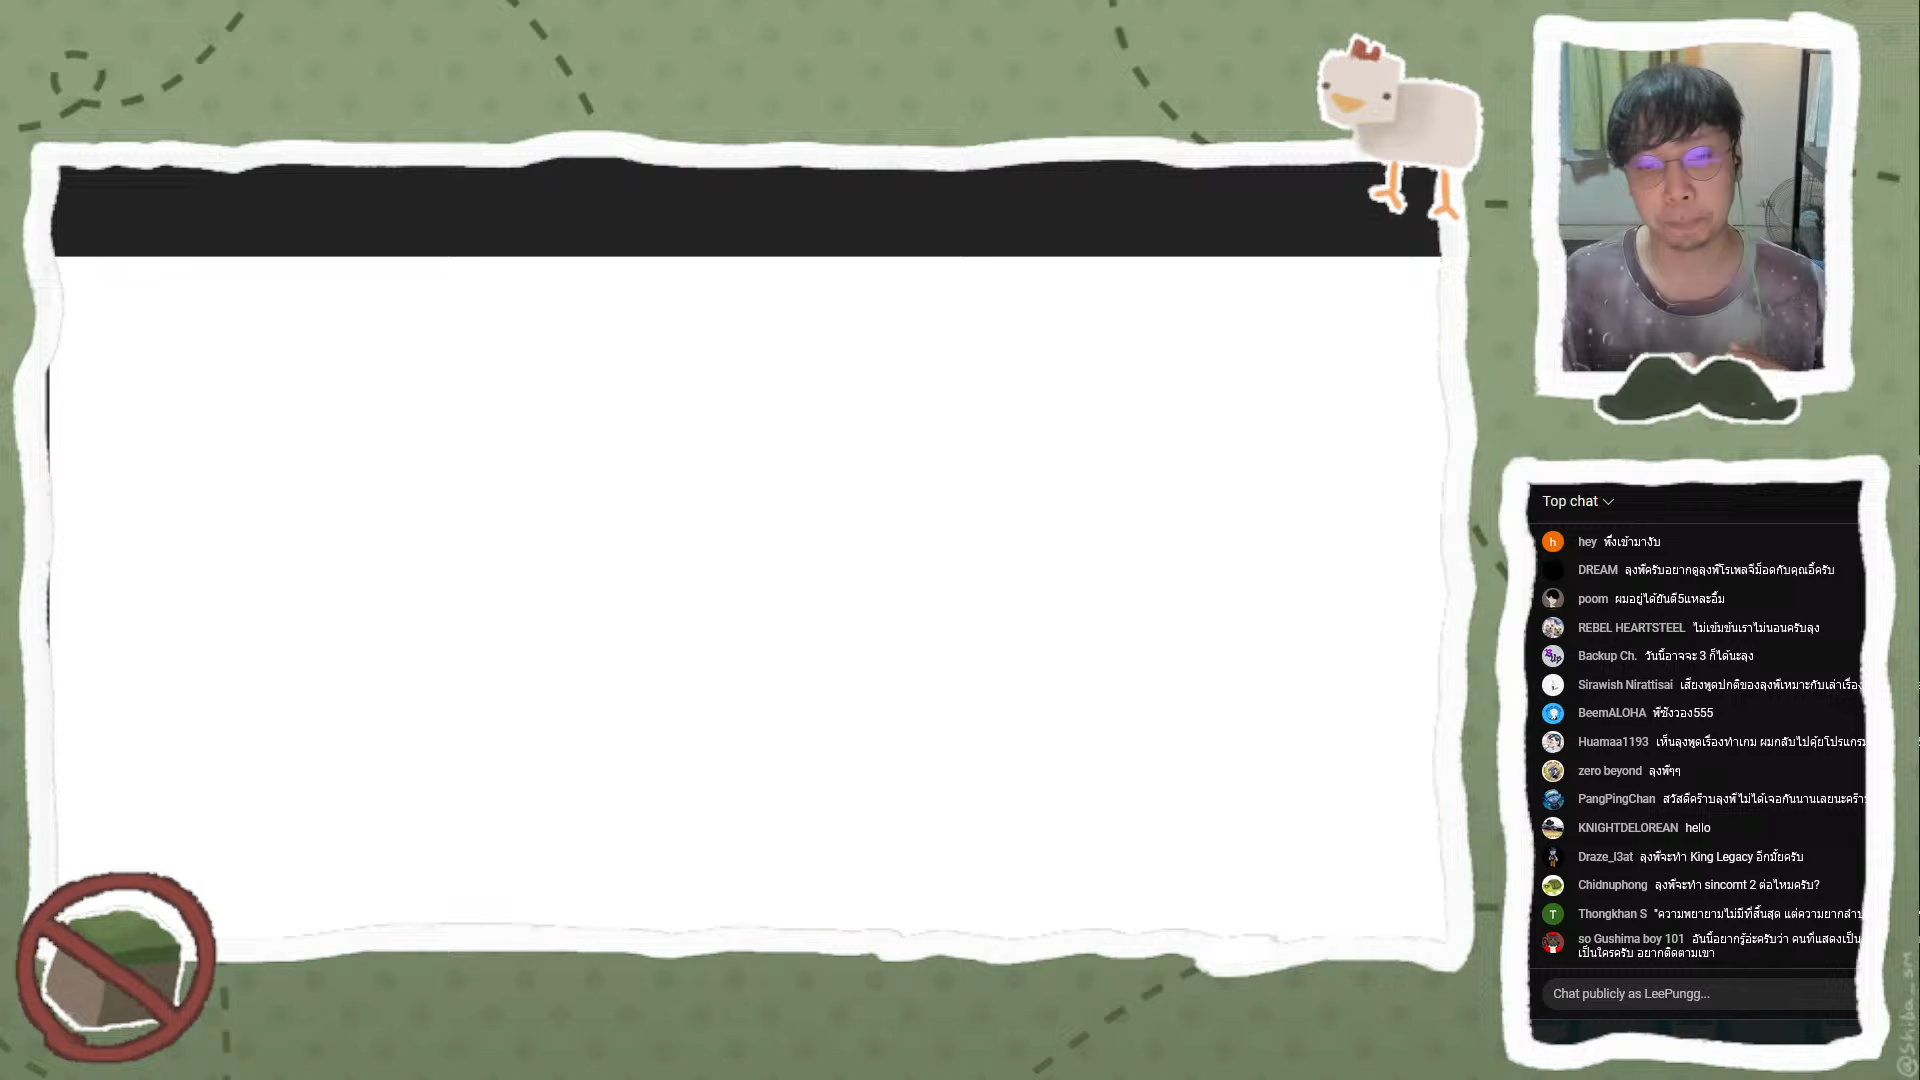 Top chat
hey พึ่งเข้ามางับ
DREAM ลุงพีครับอยากดูลุงพีโรเพลจีม็อดกับคุณอี้ครับ
poom ผมอยู่ได้ยันตี5แหละอิ้ม
REBEL HEARTSTEEL ไม่เข้มข้นเราไม่นอนครับลุง
Backup Ch. วันนี้อาจจะ 3 ก็ได้นะลุง
Sirawish Nirattisai เสียงพูดปกติของลุงพีเหมาะกับเล่าเรื่อง
BeemALOHA พี่ซังวอง555
Huamaa1193 เห็นลุงพูดเรื่องทำเกม ผมกลับไปคุ้ยโปรแกรม
zero beyond ลุงพีๆๆ
PangPingChan สวัสดีคร๊าบลุงพี ไม่ได้เจอกันนานเลยนะคร๊า
KNIGHTDELOREAN hello
Draze_l3at ลุงพีจะทำ King Legacy อีกมั้ยครับ
Chidnuphong ลุงพีจะทำ sincornt 2 ต่อไหมครับ?
Thongkhan S "ความพยายามไม่มีที่สิ้นสุด แต่ความยากลำบ
so Gushima boy 101 อันนี้อยากรู้อ่ะครับว่า คนที่แสดงเป็น
เป็นใครครับ อยากติดตามเขา
Chat publicly as LeePungg...
@Shiba_sm